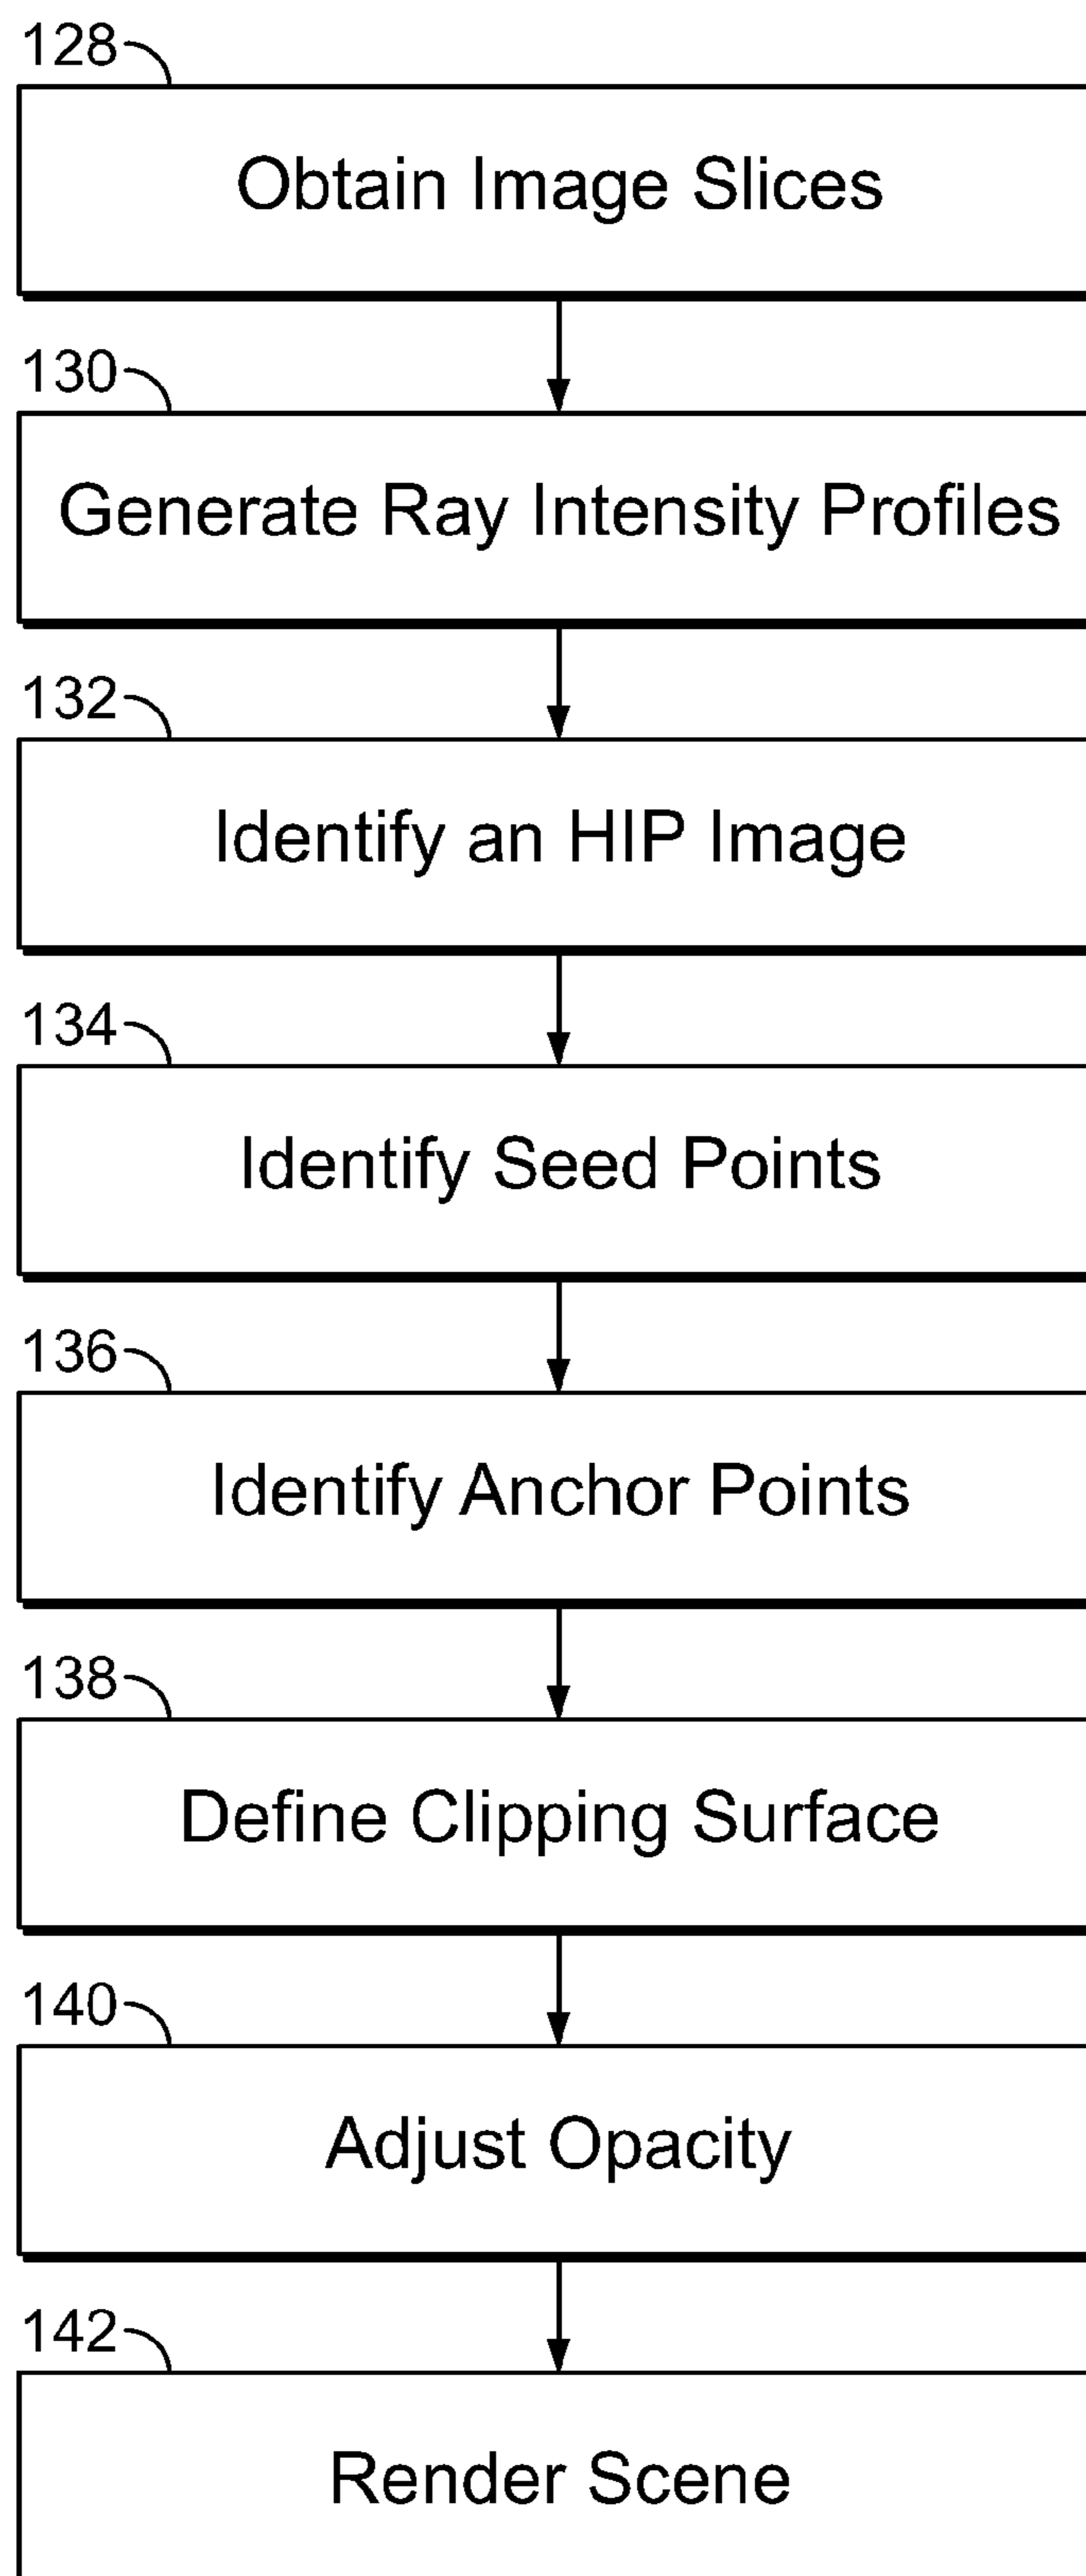 128
Obtain Image Slices
130
Generate Ray Intensity Profiles
132
Identify an HIP Image
134
Identify Seed Points
136
Identify Anchor Points
138
Define Clipping Surface
140
Adjust Opacity
142
Render Scene